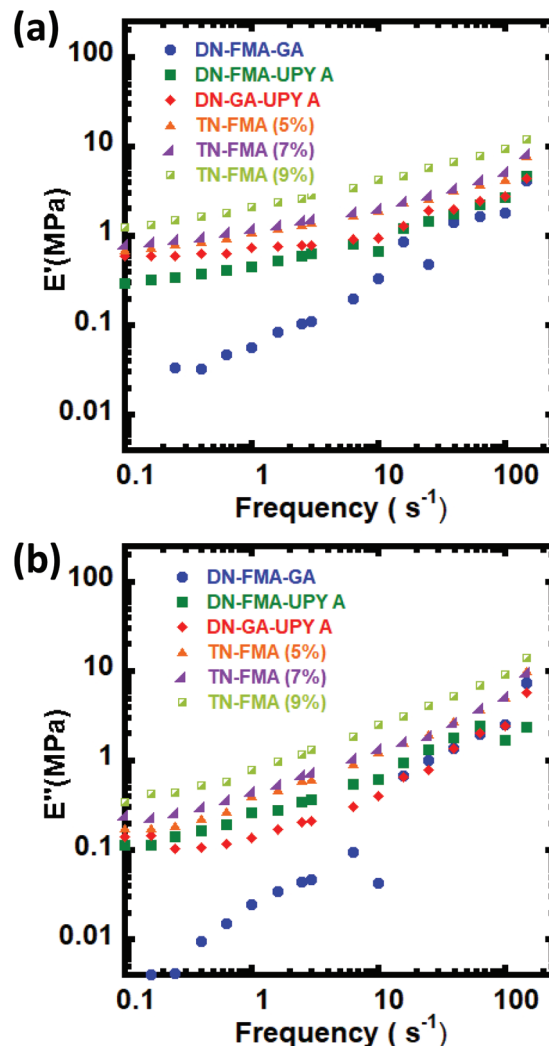 (a)
100
DN-FMA-GA
DN-FMA-UPY A
DN-GA-UPY A
10
TN-FMA (5%)
TN-FMA (7%)
TN-FMA (9%)
1
0.1
0.01
E'(MPa)
0.1 1 10 100
Frequency ( s⁻¹)
(b)
100
DN-FMA-GA
DN-FMA-UPY A
DN-GA-UPY A
10
TN-FMA (5%)
TN-FMA (7%)
TN-FMA (9%)
1
0.1
0.01
E''(MPa)
0.1 1 10 100
Frequency ( s⁻¹)